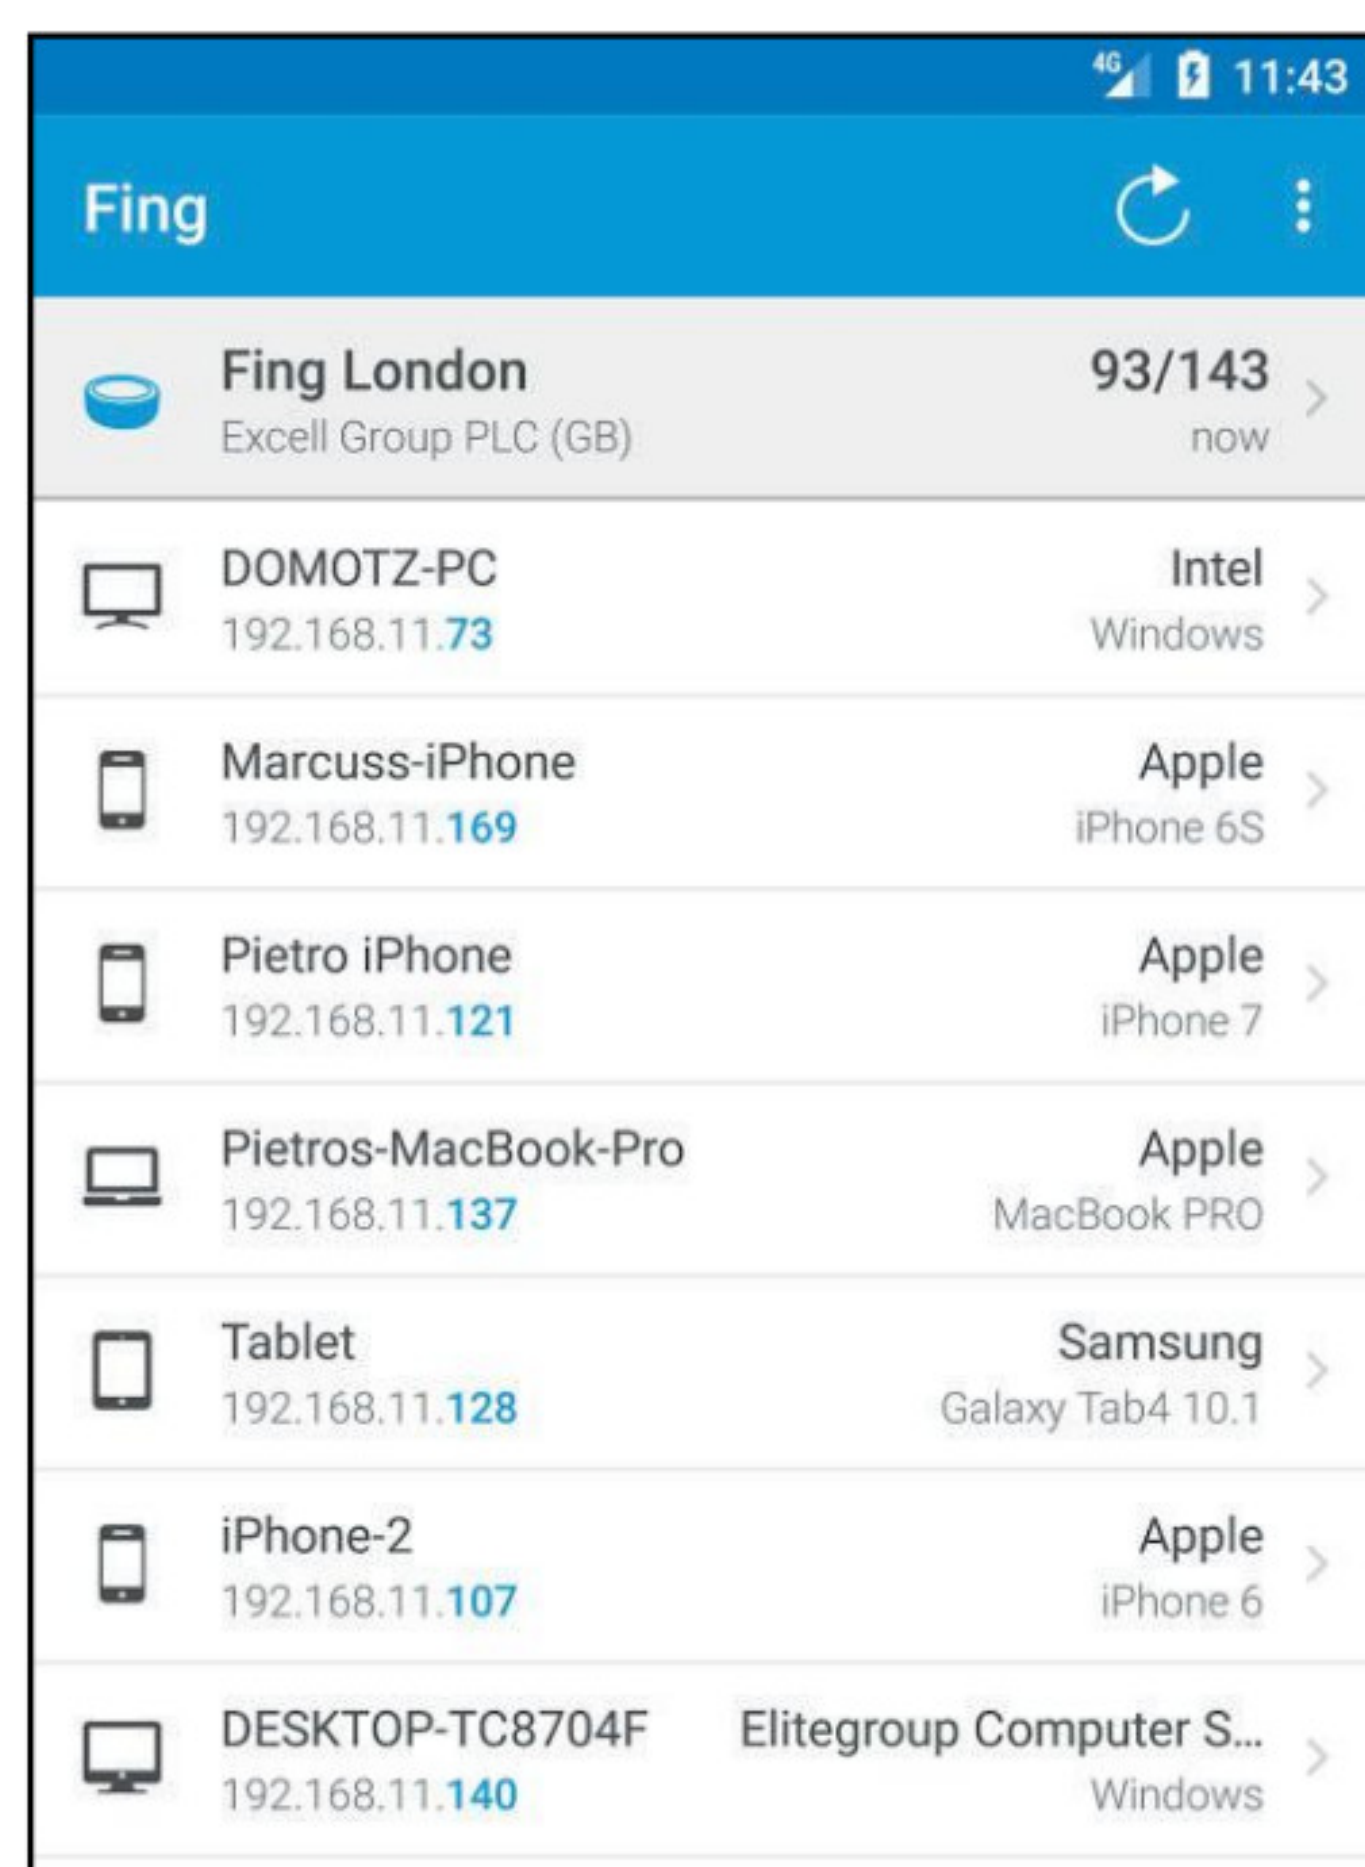 4G 11:43
Fing
Fing London 93/143
Excell Group PLC (GB) now
DOMOTZ-PC Intel
192.168.11.73 Windows
Marcuss-iPhone Apple
192.168.11.169 iPhone 6S
Pietro iPhone Apple
192.168.11.121 iPhone 7
Pietros-MacBook-Pro Apple
192.168.11.137 MacBook PRO
Tablet Samsung
192.168.11.128 Galaxy Tab4 10.1
iPhone-2 Apple
192.168.11.107 iPhone 6
DESKTOP-TC8704F Elitegroup Computer S...
192.168.11.140 Windows